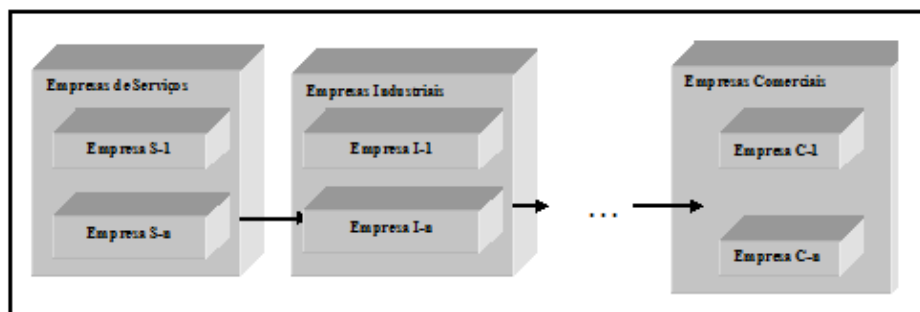 Empresas de Serviços
Empresa S-1
Empresa S-n
Empresas Industriais
Empresa I-1
Empresa I-n
...
Empresas Comerciais
Empresa C-1
Empresa C-n